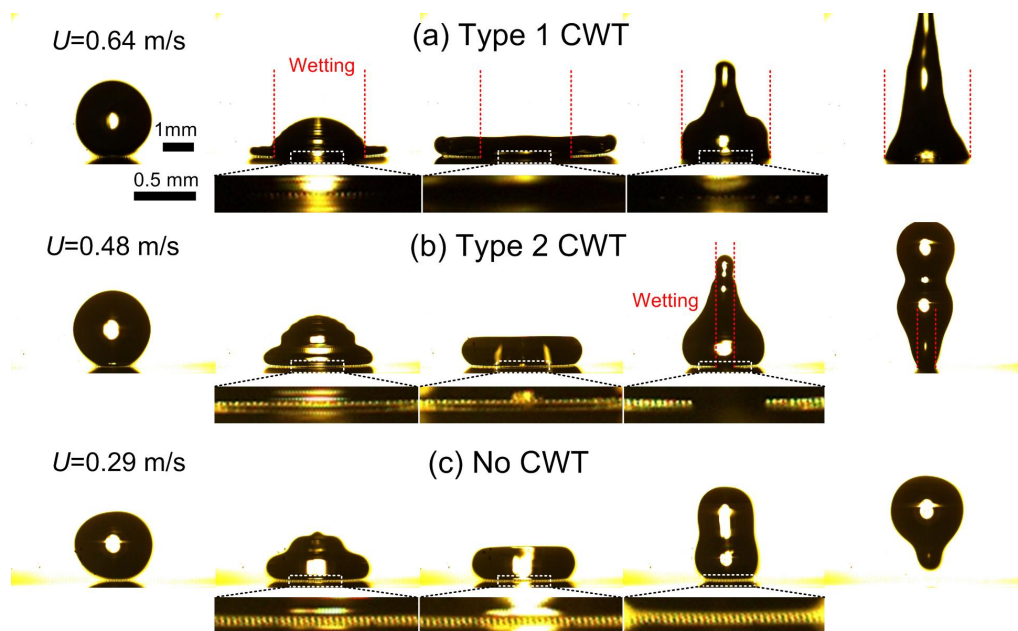 (a) Type 1 CWT
U=0.64 m/s
Wetting
1mm
0.5 mm
(b) Type 2 CWT
U=0.48 m/s
Wetting
(c) No CWT
U=0.29 m/s